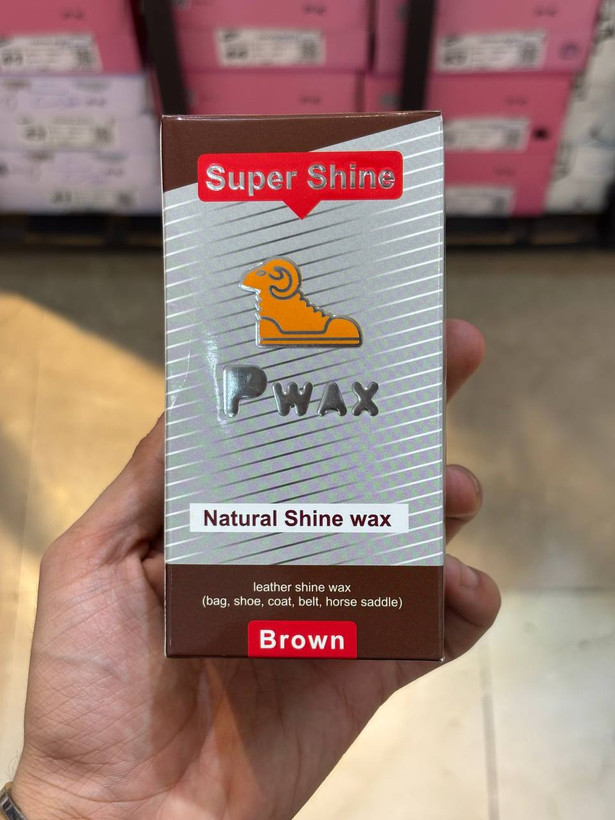 Super Shine
PWAX
Natural Shine wax
leather shine wax
(bag, shoe, coat, belt, horse saddle)
Brown